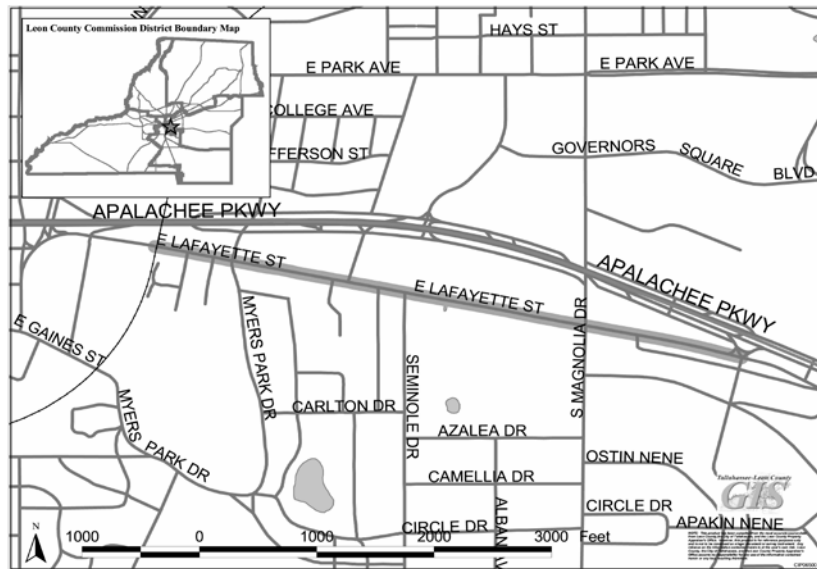 Leon County Commission District Boundary Map
HAYS ST
E PARK AVE
E PARK AVE
COLLEGE AVE
FFERSON ST
GOVERNORS SQUARE BLVD
APALACHEE PKWY
E LAFAYETTE ST
E LAFAYETTE ST
APALACHEE PKWY
E GAINES ST
MYERS PARK DR
MYERS PARK DR
SEMINOLE DR
S MAGNOLIA DR
CARLTON DR
AZALEA DR
OSTIN NENE
CAMELLIA DR
ALBAN
Tallahassee-Leon County
GIS
CIRCLE DR
CIRCLE DR
APAKIN NENE
N
1000 0 1000 2000 3000 Feet